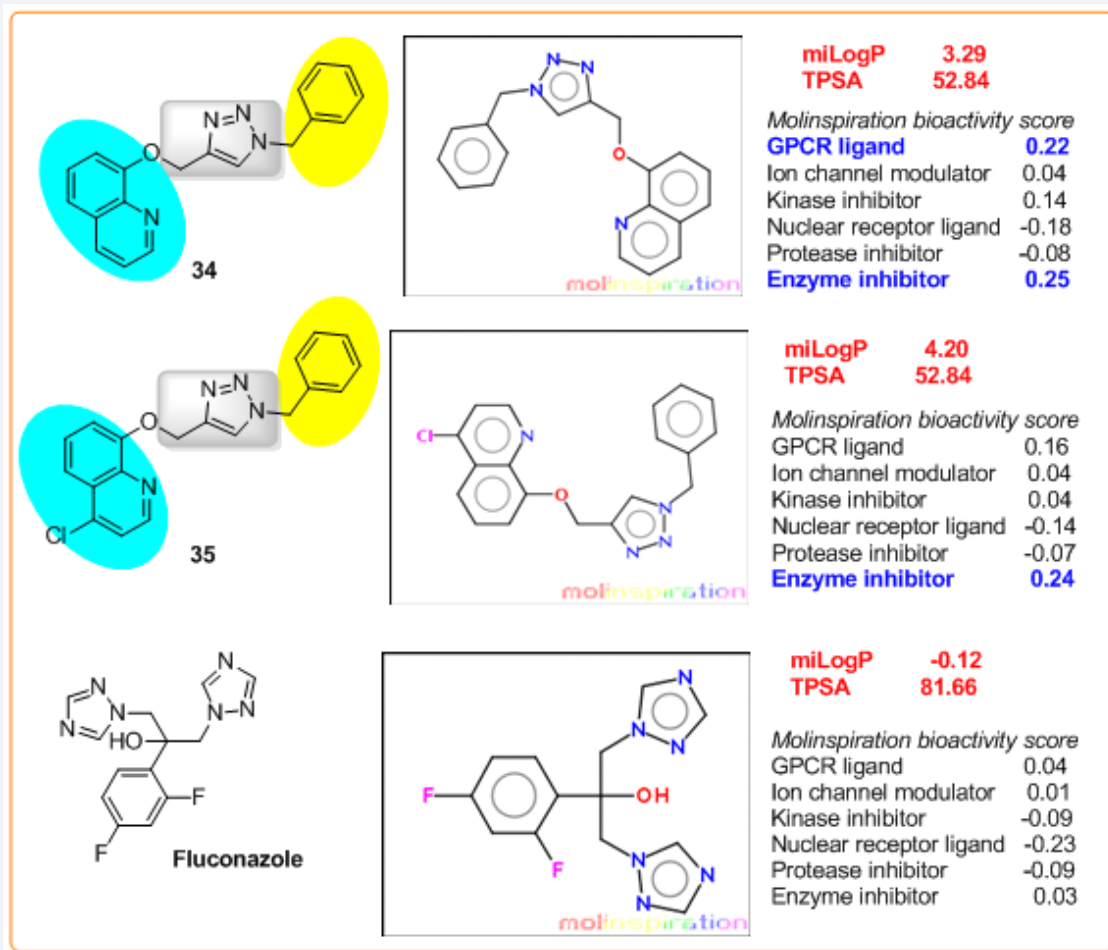 N N
N
O
N
34
N N
N
O
N
molinspiration
miLogP 3.29
TPSA 52.84
Molinspiration bioactivity score
GPCR ligand 0.22
Ion channel modulator 0.04
Kinase inhibitor 0.14
Nuclear receptor ligand -0.18
Protease inhibitor -0.08
Enzyme inhibitor 0.25
N N
N
O
N
Cl
35
Cl N
O
N
N N
molinspiration
miLogP 4.20
TPSA 52.84
Molinspiration bioactivity score
GPCR ligand 0.16
Ion channel modulator 0.04
Kinase inhibitor 0.04
Nuclear receptor ligand -0.14
Protease inhibitor -0.07
Enzyme inhibitor 0.24
N N
N N
N N
HO
F
F
Fluconazole
N
N N
F OH
F
N N
N
molinspiration
miLogP -0.12
TPSA 81.66
Molinspiration bioactivity score
GPCR ligand 0.04
Ion channel modulator 0.01
Kinase inhibitor -0.09
Nuclear receptor ligand -0.23
Protease inhibitor -0.09
Enzyme inhibitor 0.03